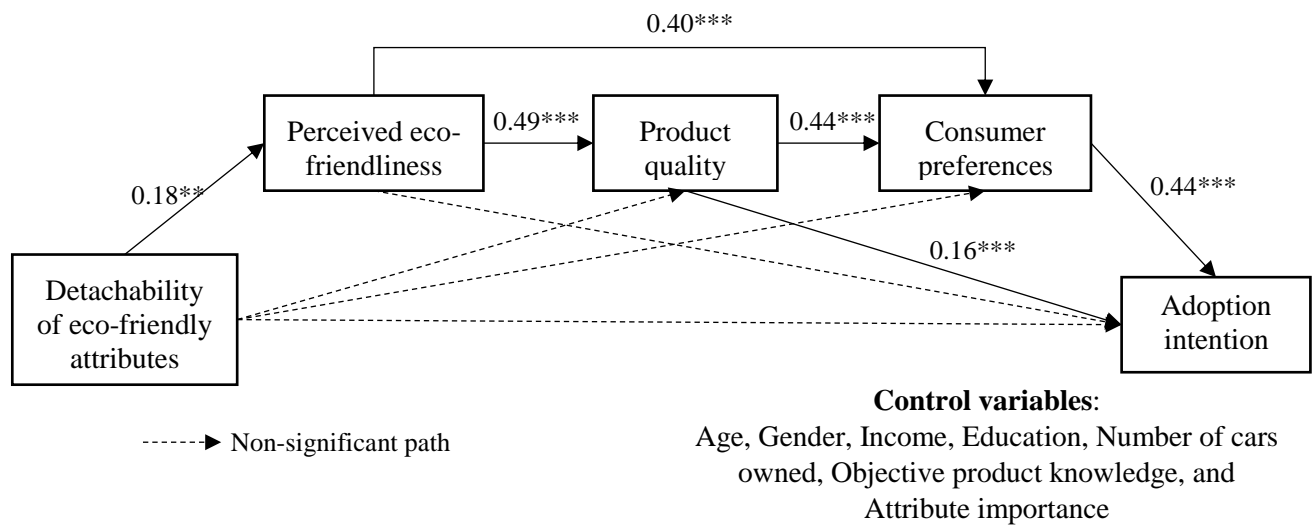 0.40***
Perceived eco-
friendliness
0.49***
Product
quality
0.44***
Consumer
preferences
0.18**
0.44***
0.16***
Detachability
of eco-friendly
attributes
Adoption
intention
Non-significant path
Control variables:
Age, Gender, Income, Education, Number of cars
owned, Objective product knowledge, and
Attribute importance